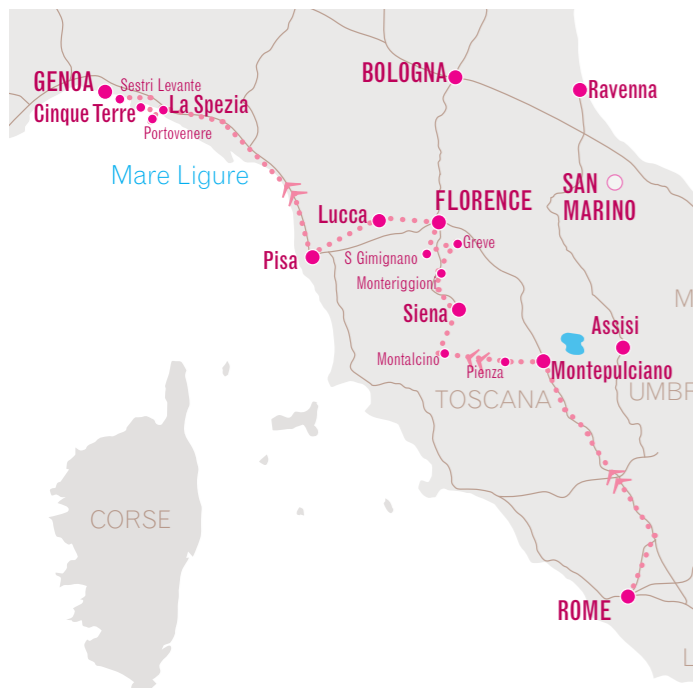 GENOA
Sestri Levante
Cinque Terre
La Spezia
Portovenere
BOLOGNA
Ravenna
Mare Ligure
SAN
MARINO
Lucca
FLORENCE
Pisa
S Gimignano
Greve
Monteriggioni
Siena
M
Assisi
Montalcino
Pienza
Montepulciano
TOSCANA
UMBR
CORSE
ROME
L